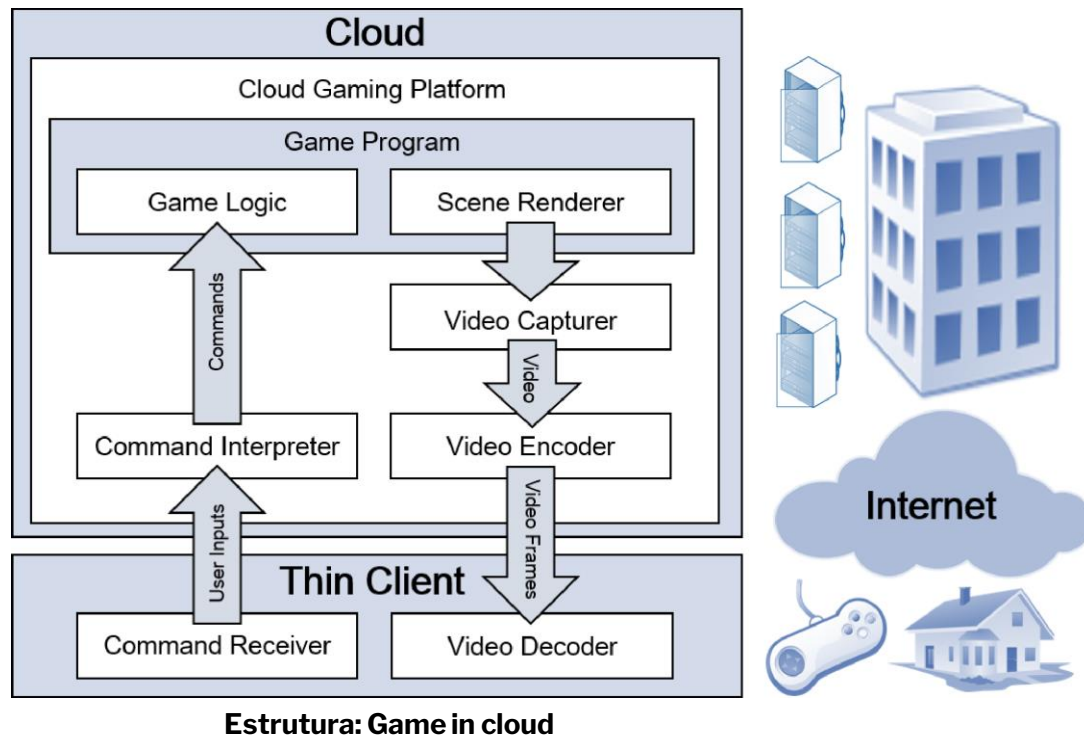 Cloud
Cloud Gaming Platform
Game Program
Game Logic
Scene Renderer
Commands
Video Capturer
Video
Command Interpreter
Video Encoder
User Inputs
Video Frames
Thin Client
Command Receiver
Video Decoder
Internet
Estrutura: Game in cloud